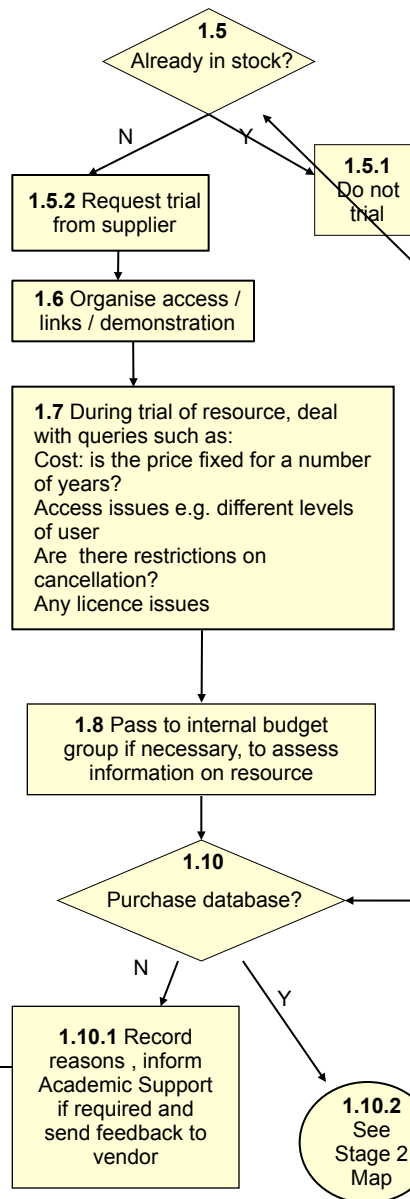 1.5
Already in stock?
N
Y
1.5.1
Do not
trial
1.5.2 Request trial
from supplier
1.6 Organise access /
links / demonstration
1.7 During trial of resource, deal
with queries such as:
Cost: is the price fixed for a number
of years?
Access issues e.g. different levels
of user
Are there restrictions on
cancellation?
Any licence issues
1.8 Pass to internal budget
group if necessary, to assess
information on resource
1.10
Purchase database?
N
Y
1.10.1 Record
reasons , inform
Academic Support
if required and
send feedback to
vendor
1.10.2
See
Stage 2
Map